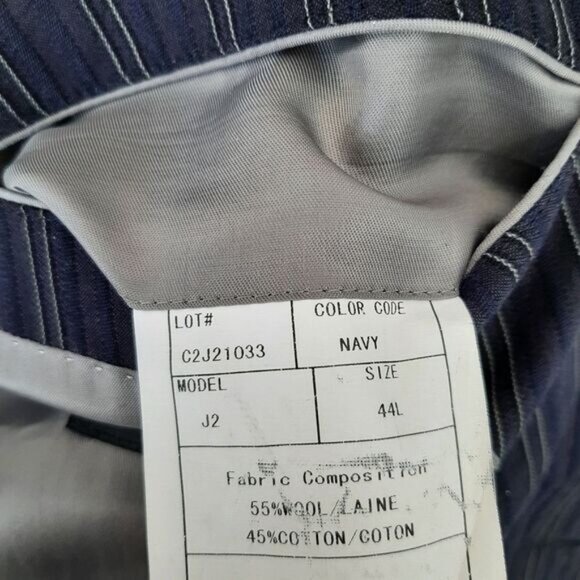 LOT#
COLOR CODE
C2J21033
NAVY
MODEL
SIZE
J2
44L
Fabric Composition
55%WOOL/LAINE
45%COTTON/COTON